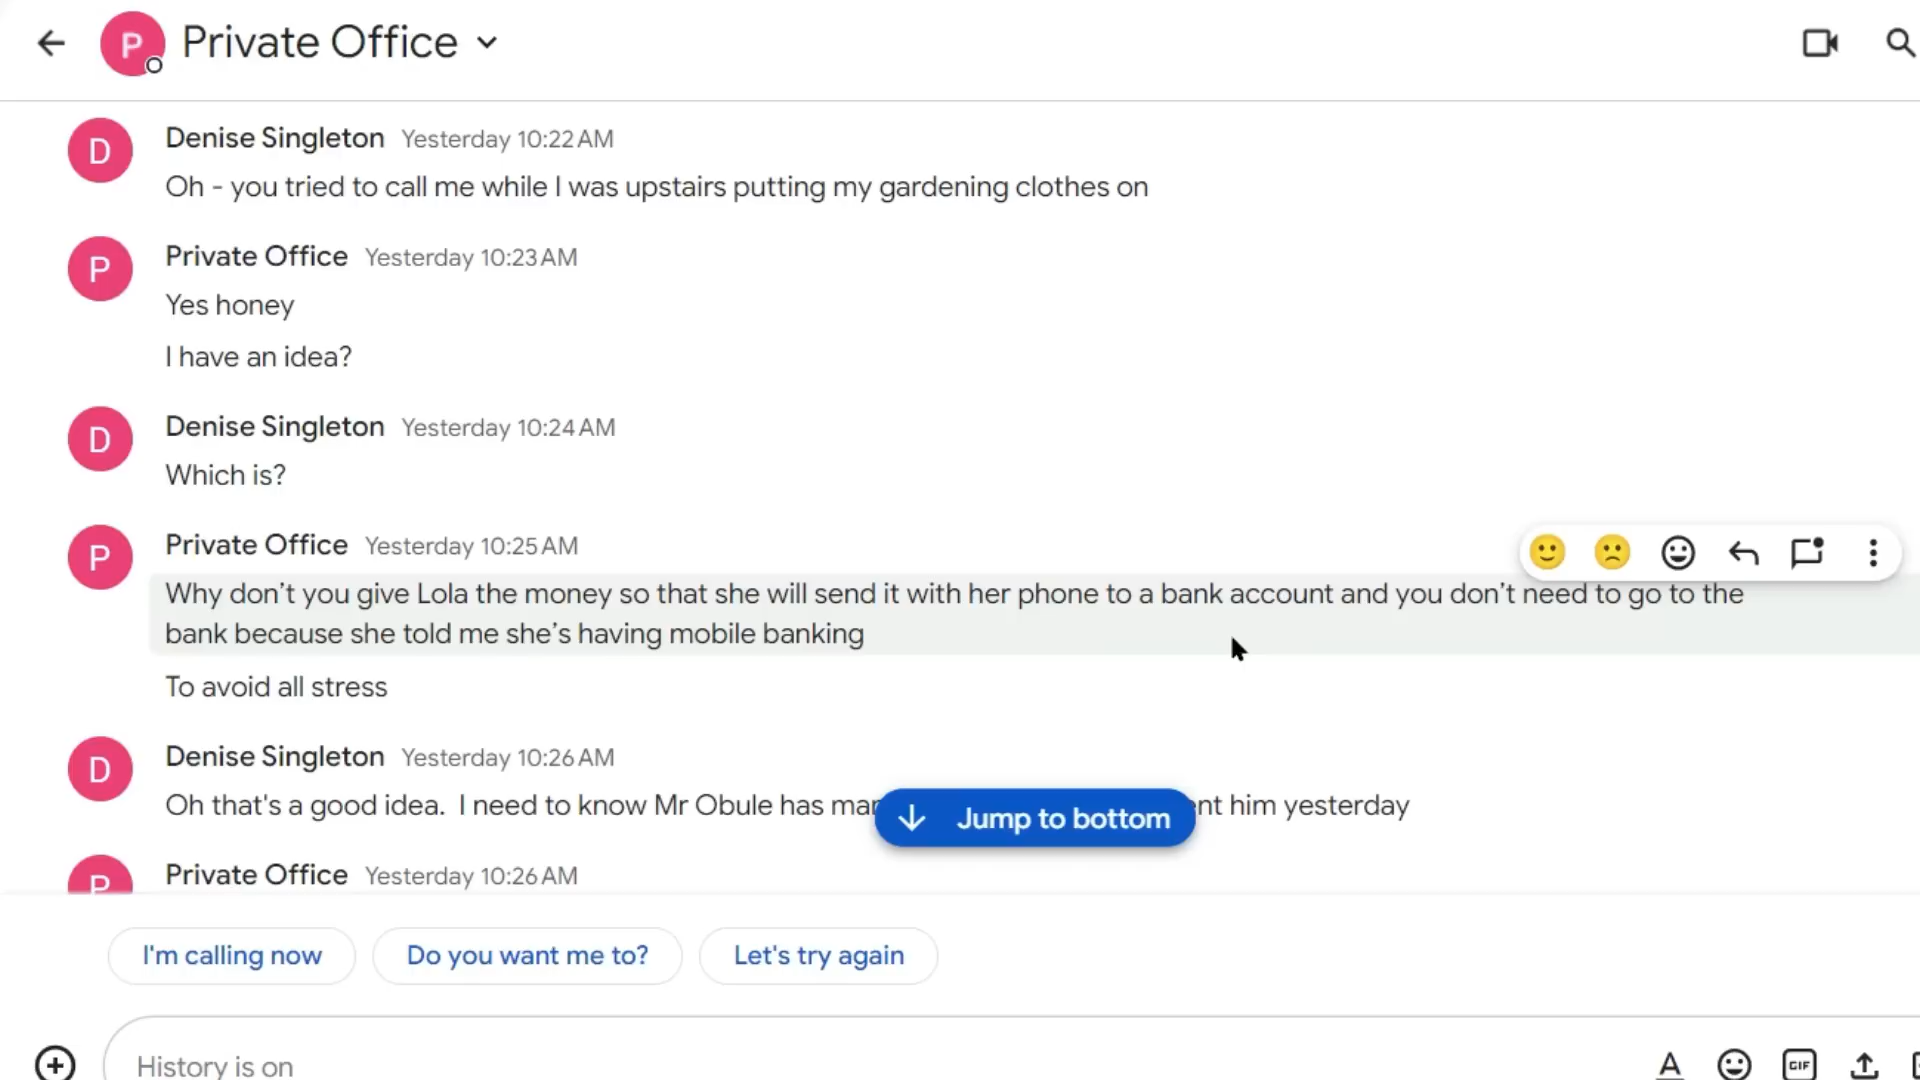 P Private Office
D Denise Singleton Yesterday 10:22 AM
Oh - you tried to call me while I was upstairs putting my gardening clothes on
P Private Office Yesterday 10:23 AM
Yes honey
I have an idea?
D Denise Singleton Yesterday 10:24 AM
Which is?
P Private Office Yesterday 10:25 AM
Why don’t you give Lola the money so that she will send it with her phone to a bank account and you don’t need to go to the
bank because she told me she’s having mobile banking
To avoid all stress
D Denise Singleton Yesterday 10:26 AM
Oh that's a good idea. I need to know Mr Obule has him yesterday
Jump to bottom
P Private Office Yesterday 10:26 AM
I'm calling now Do you want me to? Let's try again
History is on
A GIF